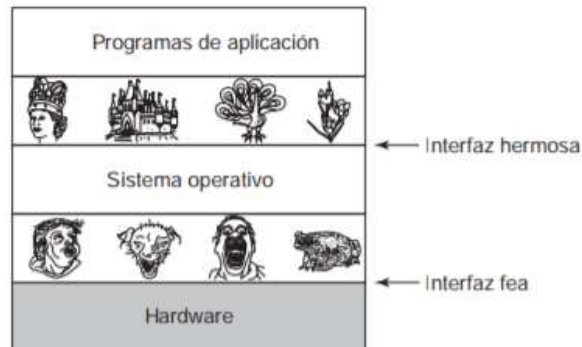 Programas de aplicación
Interfaz hermosa
Sistema operativo
Interfaz fea
Hardware